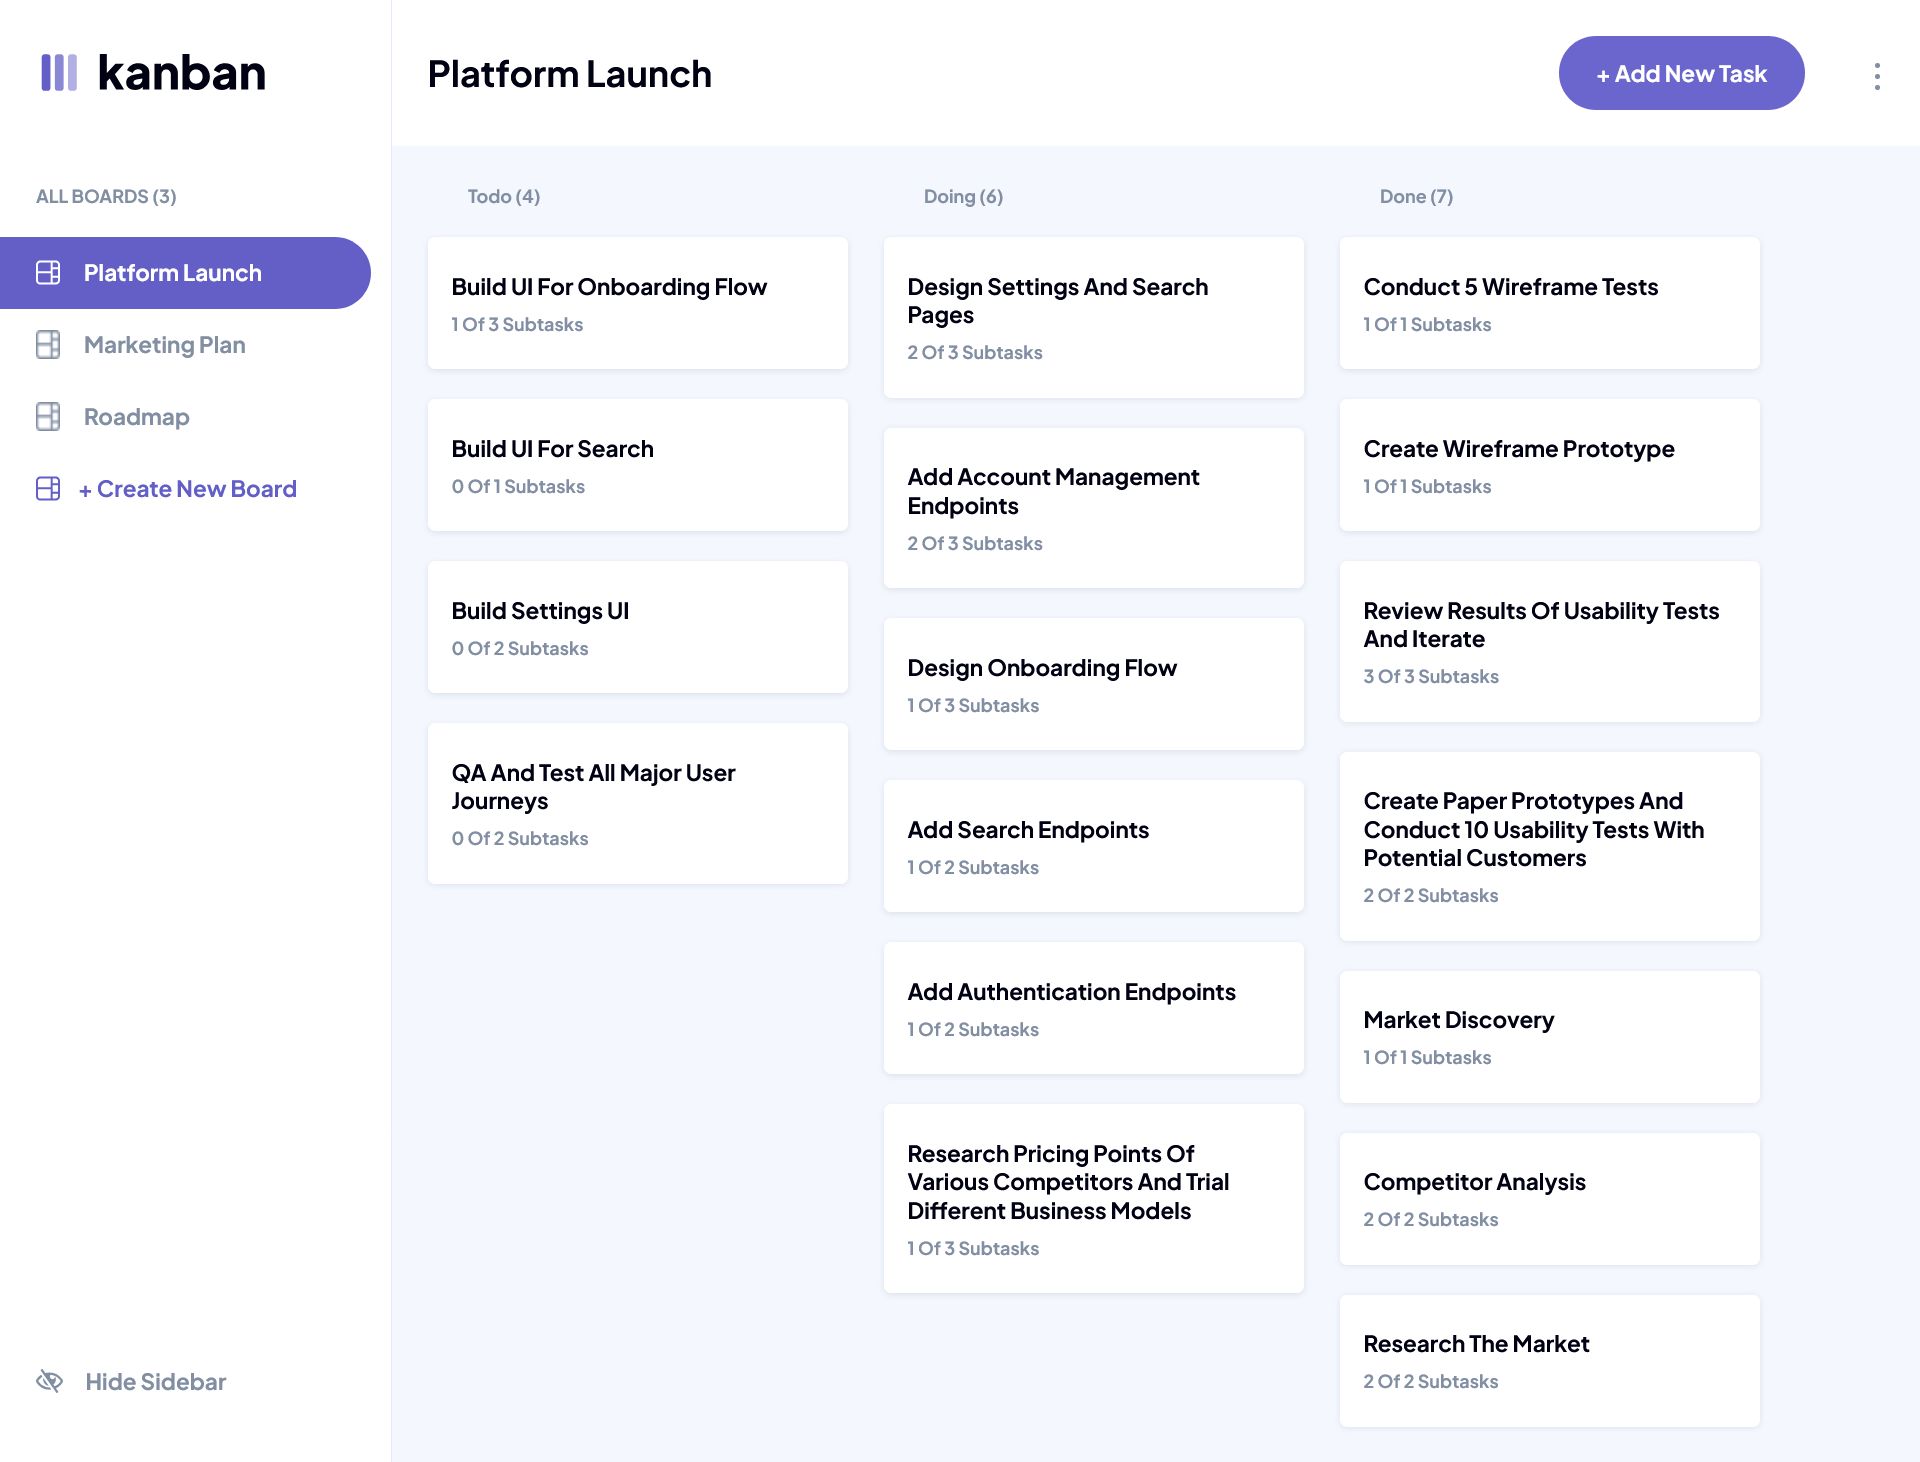 kanban
ALL BOARDS (3)
Platform Launch
Marketing Plan
Roadmap
+ Create New Board
Hide Sidebar
Platform Launch
+ Add New Task
Todo (4)
Build UI For Onboarding Flow
1 Of 3 Subtasks
Build UI For Search
0 Of 1 Subtasks
Build Settings UI
0 Of 2 Subtasks
QA And Test All Major User
Journeys
0 Of 2 Subtasks
Doing (6)
Design Settings And Search
Pages
2 Of 3 Subtasks
Add Account Management
Endpoints
2 Of 3 Subtasks
Design Onboarding Flow
1 Of 3 Subtasks
Add Search Endpoints
1 Of 2 Subtasks
Add Authentication Endpoints
1 Of 2 Subtasks
Research Pricing Points Of
Various Competitors And Trial
Different Business Models
1 Of 3 Subtasks
Done (7)
Conduct 5 Wireframe Tests
1 Of 1 Subtasks
Create Wireframe Prototype
1 Of 1 Subtasks
Review Results Of Usability Tests
And Iterate
3 Of 3 Subtasks
Create Paper Prototypes And
Conduct 10 Usability Tests With
Potential Customers
2 Of 2 Subtasks
Market Discovery
1 Of 1 Subtasks
Competitor Analysis
2 Of 2 Subtasks
Research The Market
2 Of 2 Subtasks